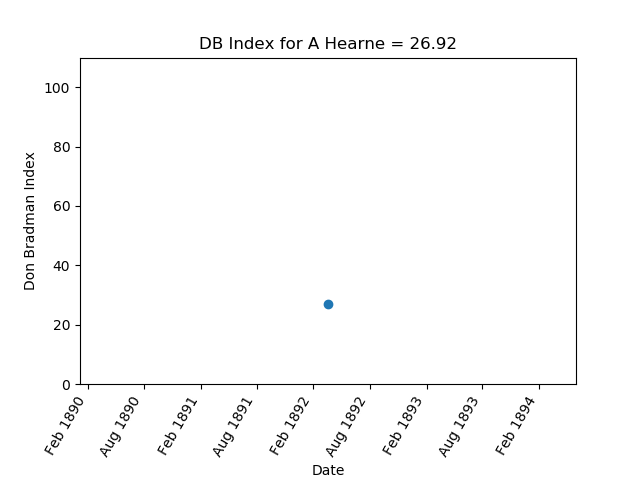 DB Index for A Hearne = 26.92
Don Bradman Index
100
80
60
40
20
0
Feb 1890
Aug 1890
Feb 1891
Aug 1891
Feb 1892
Aug 1892
Feb 1893
Aug 1893
Feb 1894
Date